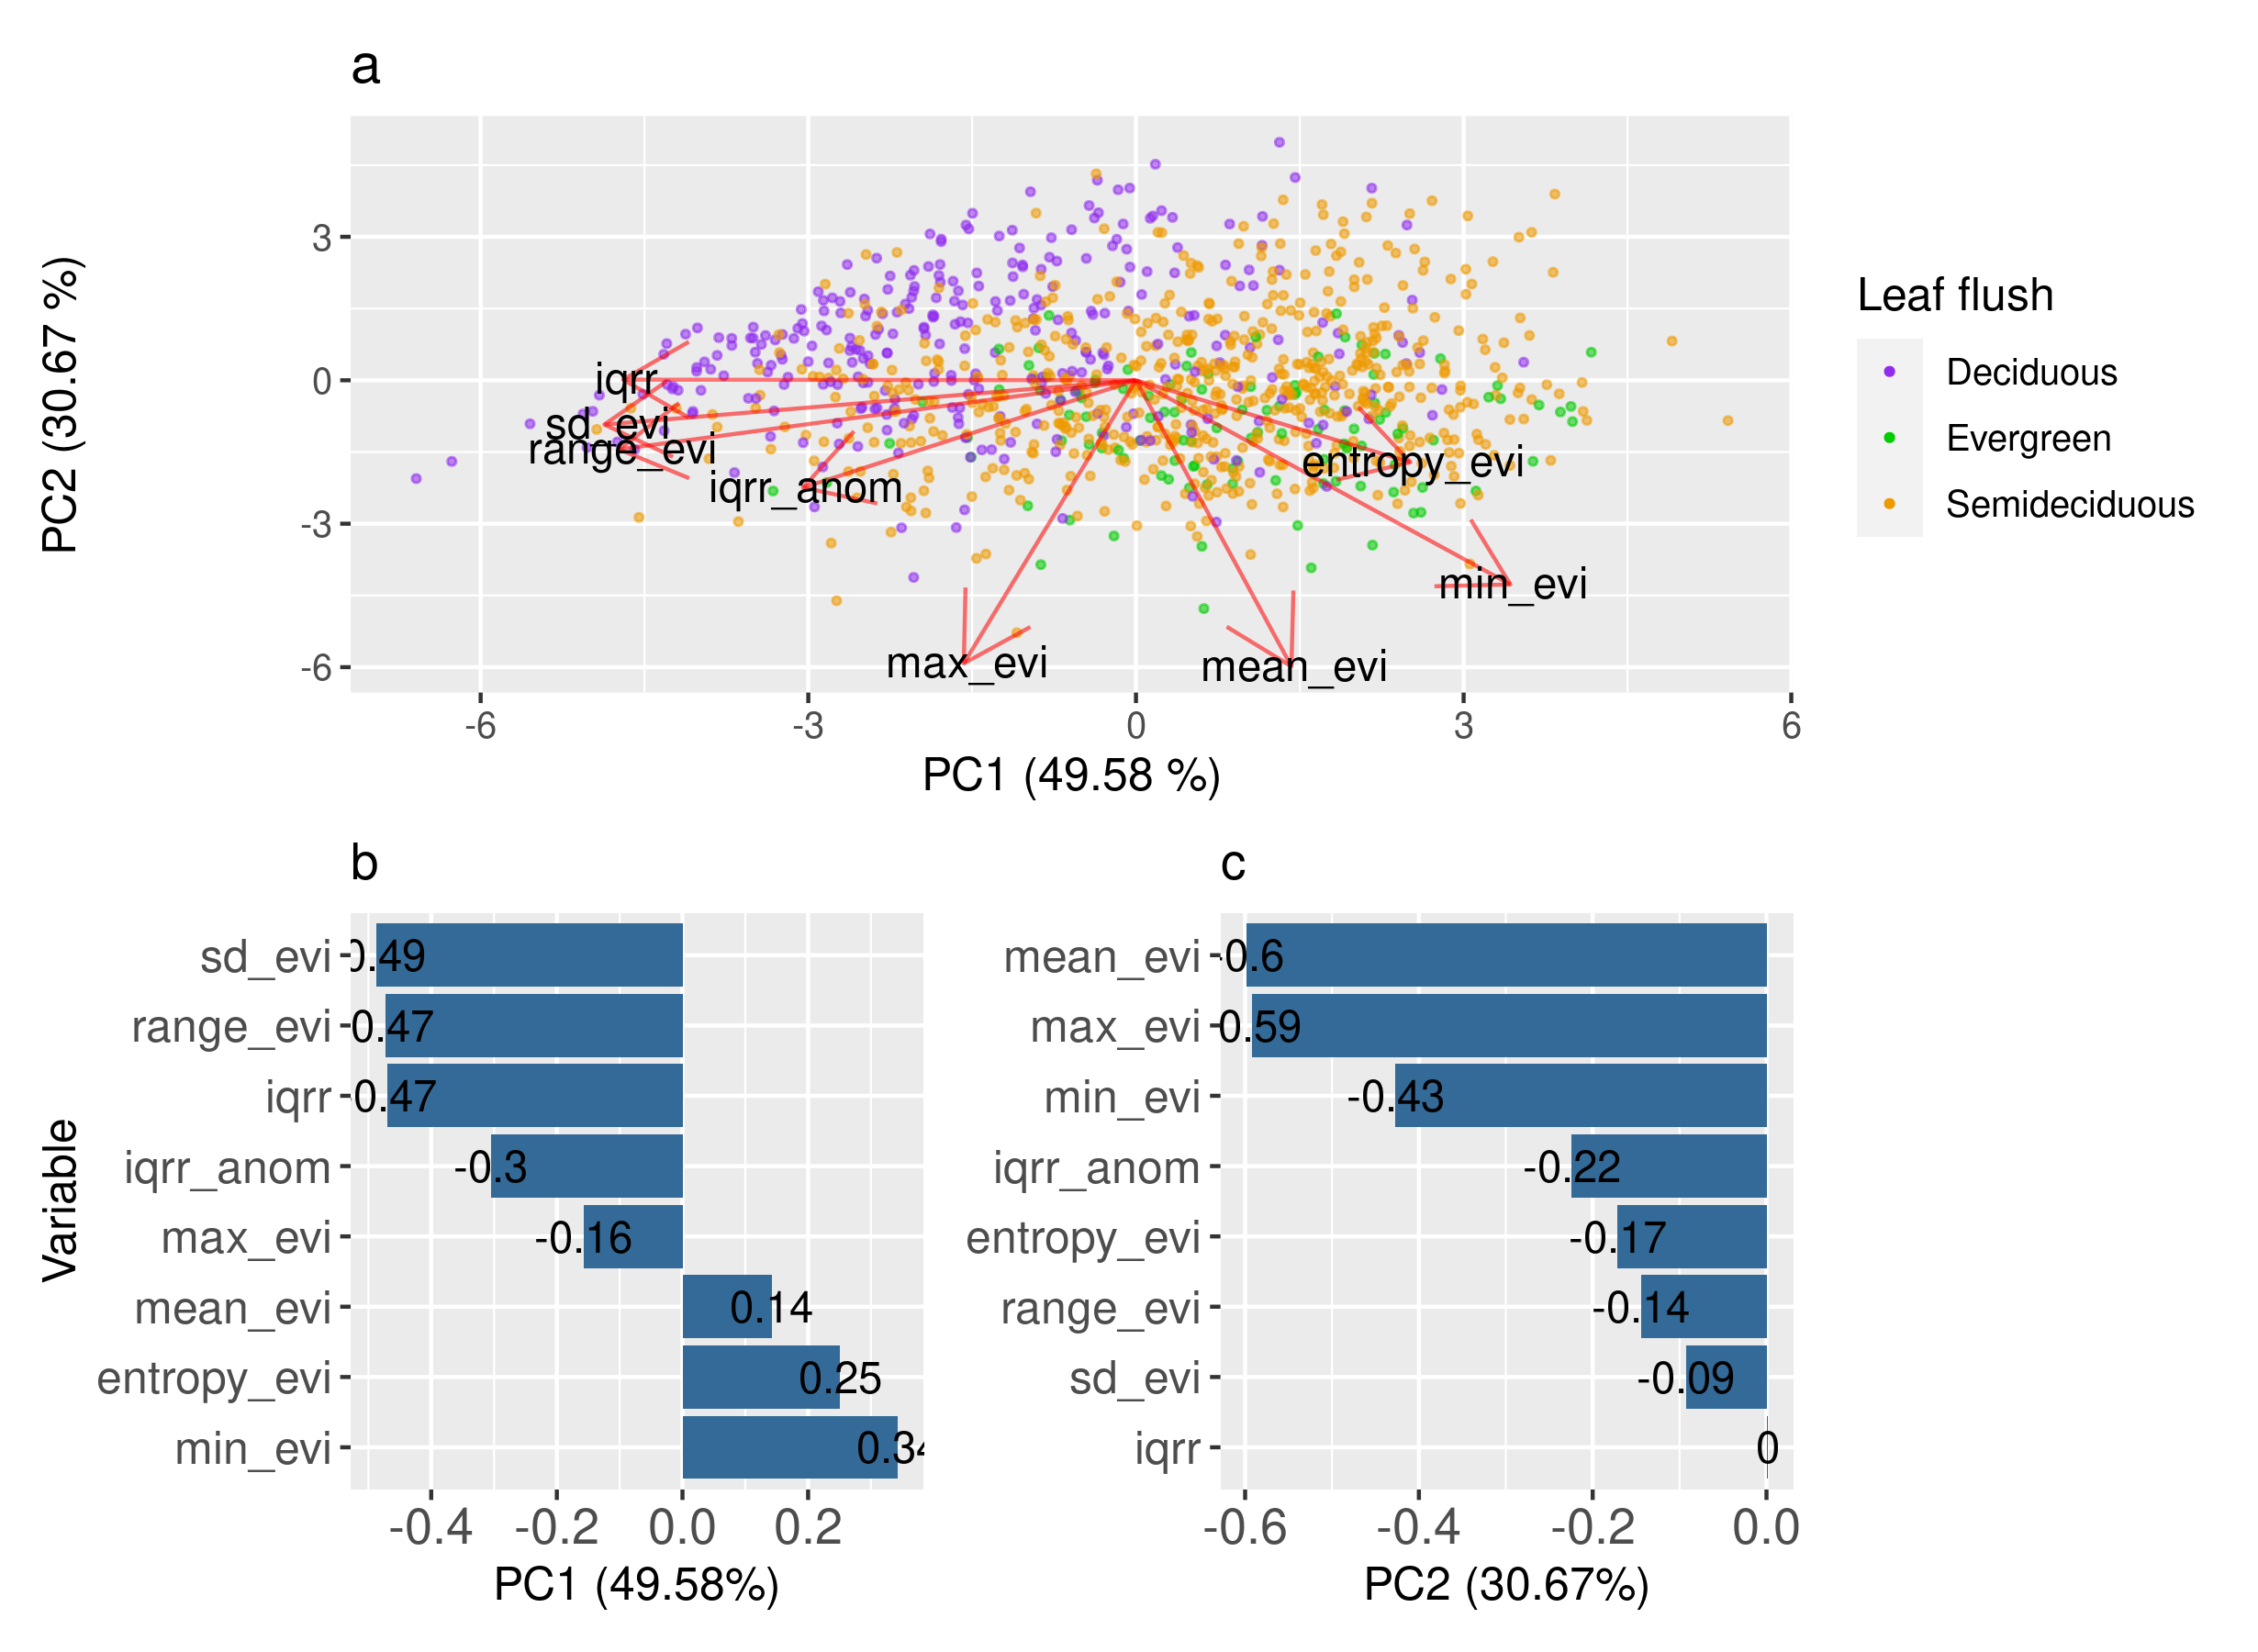 a
PC2 (30.67 %)
3
0
-3
-6
iqrr
sd_evi
range_evi
iqrr_anom
entropy_evi
min_evi
max_evi
mean_evi
-6
-3
0
3
6
PC1 (49.58 %)
Leaf flush
Deciduous
Evergreen
Semideciduous
b
Variable
sd_evi
0.49
range_evi
0.47
iqrr
0.47
iqrr_anom
-0.3
max_evi
-0.16
mean_evi
0.14
entropy_evi
0.25
min_evi
0.34
-0.4
-0.2
0.0
0.2
PC1 (49.58%)
c
mean_evi
-0.6
max_evi
0.59
min_evi
-0.43
iqrr_anom
-0.22
entropy_evi
-0.17
range_evi
-0.14
sd_evi
-0.09
iqrr
0
-0.6
-0.4
-0.2
0.0
PC2 (30.67%)